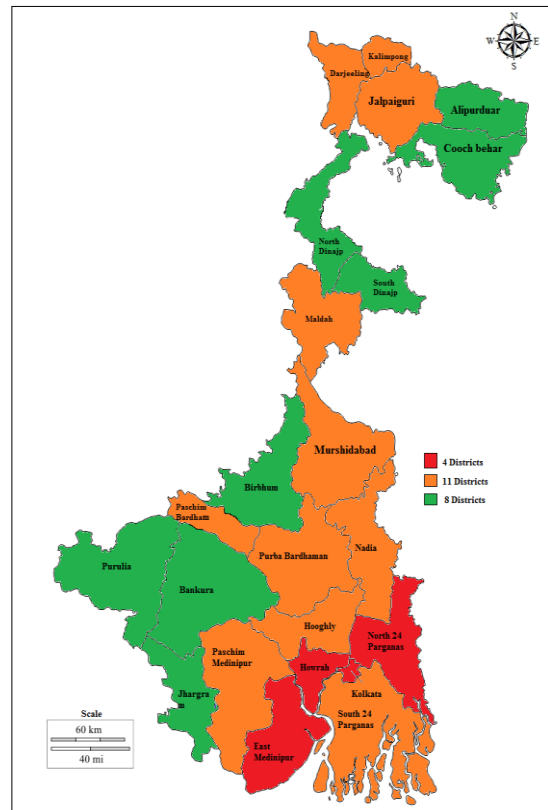 N
W E
S
Kalimpong
Darjeeling
Jalpaiguri
Alipurduar
Cooch behar
North
Dinajp
South
Dinajp
Maldah
Murshidabad
4 Districts
11 Districts
8 Districts
Birbhum
Paschim
Bardham
Purba Bardhaman
Nadia
Purulia
Bankura
Hooghly
North 24
Parganas
Paschim
Medinipur
Howrah
Jhargra
m
Kolkata
South 24
Parganas
East
Medinipur
Scale
60 km
40 mi